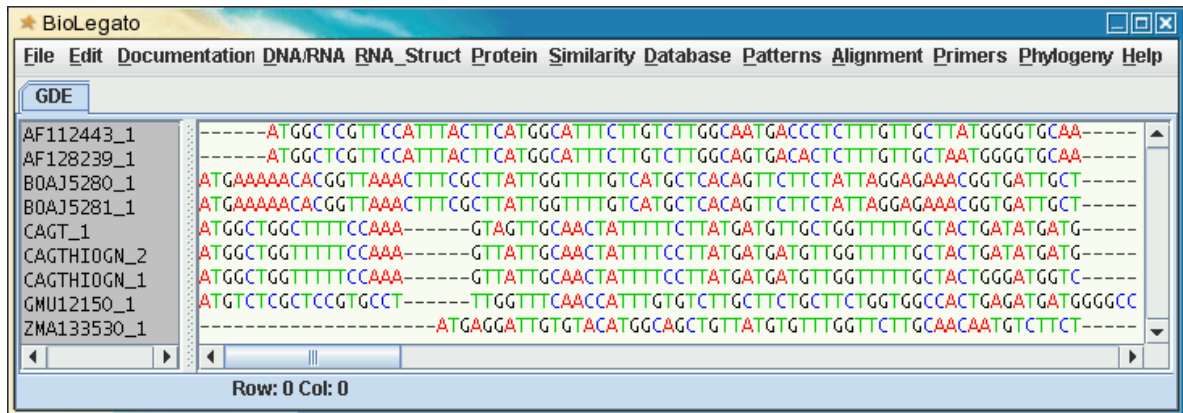 BioLegato
File Edit Documentation DNA/RNA RNA_Struct Protein Similarity Database Patterns Alignment Primers Phylogeny Help
GDE
AF112443_1 ------ATGGCTCGTTCCATTTACTTCATGGCATTTCTTGTCTTGGCAATGACCCTCTTTGTTGCTTATGGGGTGCAA-----
AF128239_1 ------ATGGCTCGTTCCATTTACTTCATGGCATTTCTTGTCTTGGCAGTGACACTCTTTGTTGCTAATGGGGTGCAA-----
BOAJ5280_1 ATGAAAAACACGGTTAAACTTTCGCTTATTGGTTTTGTCATGCTCACAGTTCTTCTATTAGGAGAAACGGTGATTGCT-----
BOAJ5281_1 ATGAAAAACACGGTTAAACTTTCGCTTATTGGTTTTGTCATGCTCACAGTTCTTCTATTAGGAGAAACGGTGATTGCT-----
CAGT_1 ATGGCTGGCTTTTCCAAA------GTAGTTGCAACTATTTTTCTTATGATGTTGCTGGTTTTTGCTACTGATATGATG-----
CAGTHIOGN_2 ATGGCTGGTTTTTCCAAA------GTTATTGCAACTATTTTCCTTATGATGATGTTGGTTTTTGCTACTGATATGATG-----
CAGTHIOGN_1 ATGGCTGGTTTTTCCAAA------GTTATTGCAACTATTTTCCTTATGATGATGTTGGTTTTTGCTACTGGGATGGTC-----
GMU12150_1 ATGTCTCGCTCCGTGCCT------TTGGTTTCAACCATTTGTGTCTTGCTTCTGCTTCTGGTGGCCACTGAGATGATGGGGCC
ZMA133530_1 ---------------------ATGAGGATTGTGTACATGGCAGCTGTTATGTGTTTGGTTCTTGCAACAATGTCTTCT-----
Row: 0 Col: 0